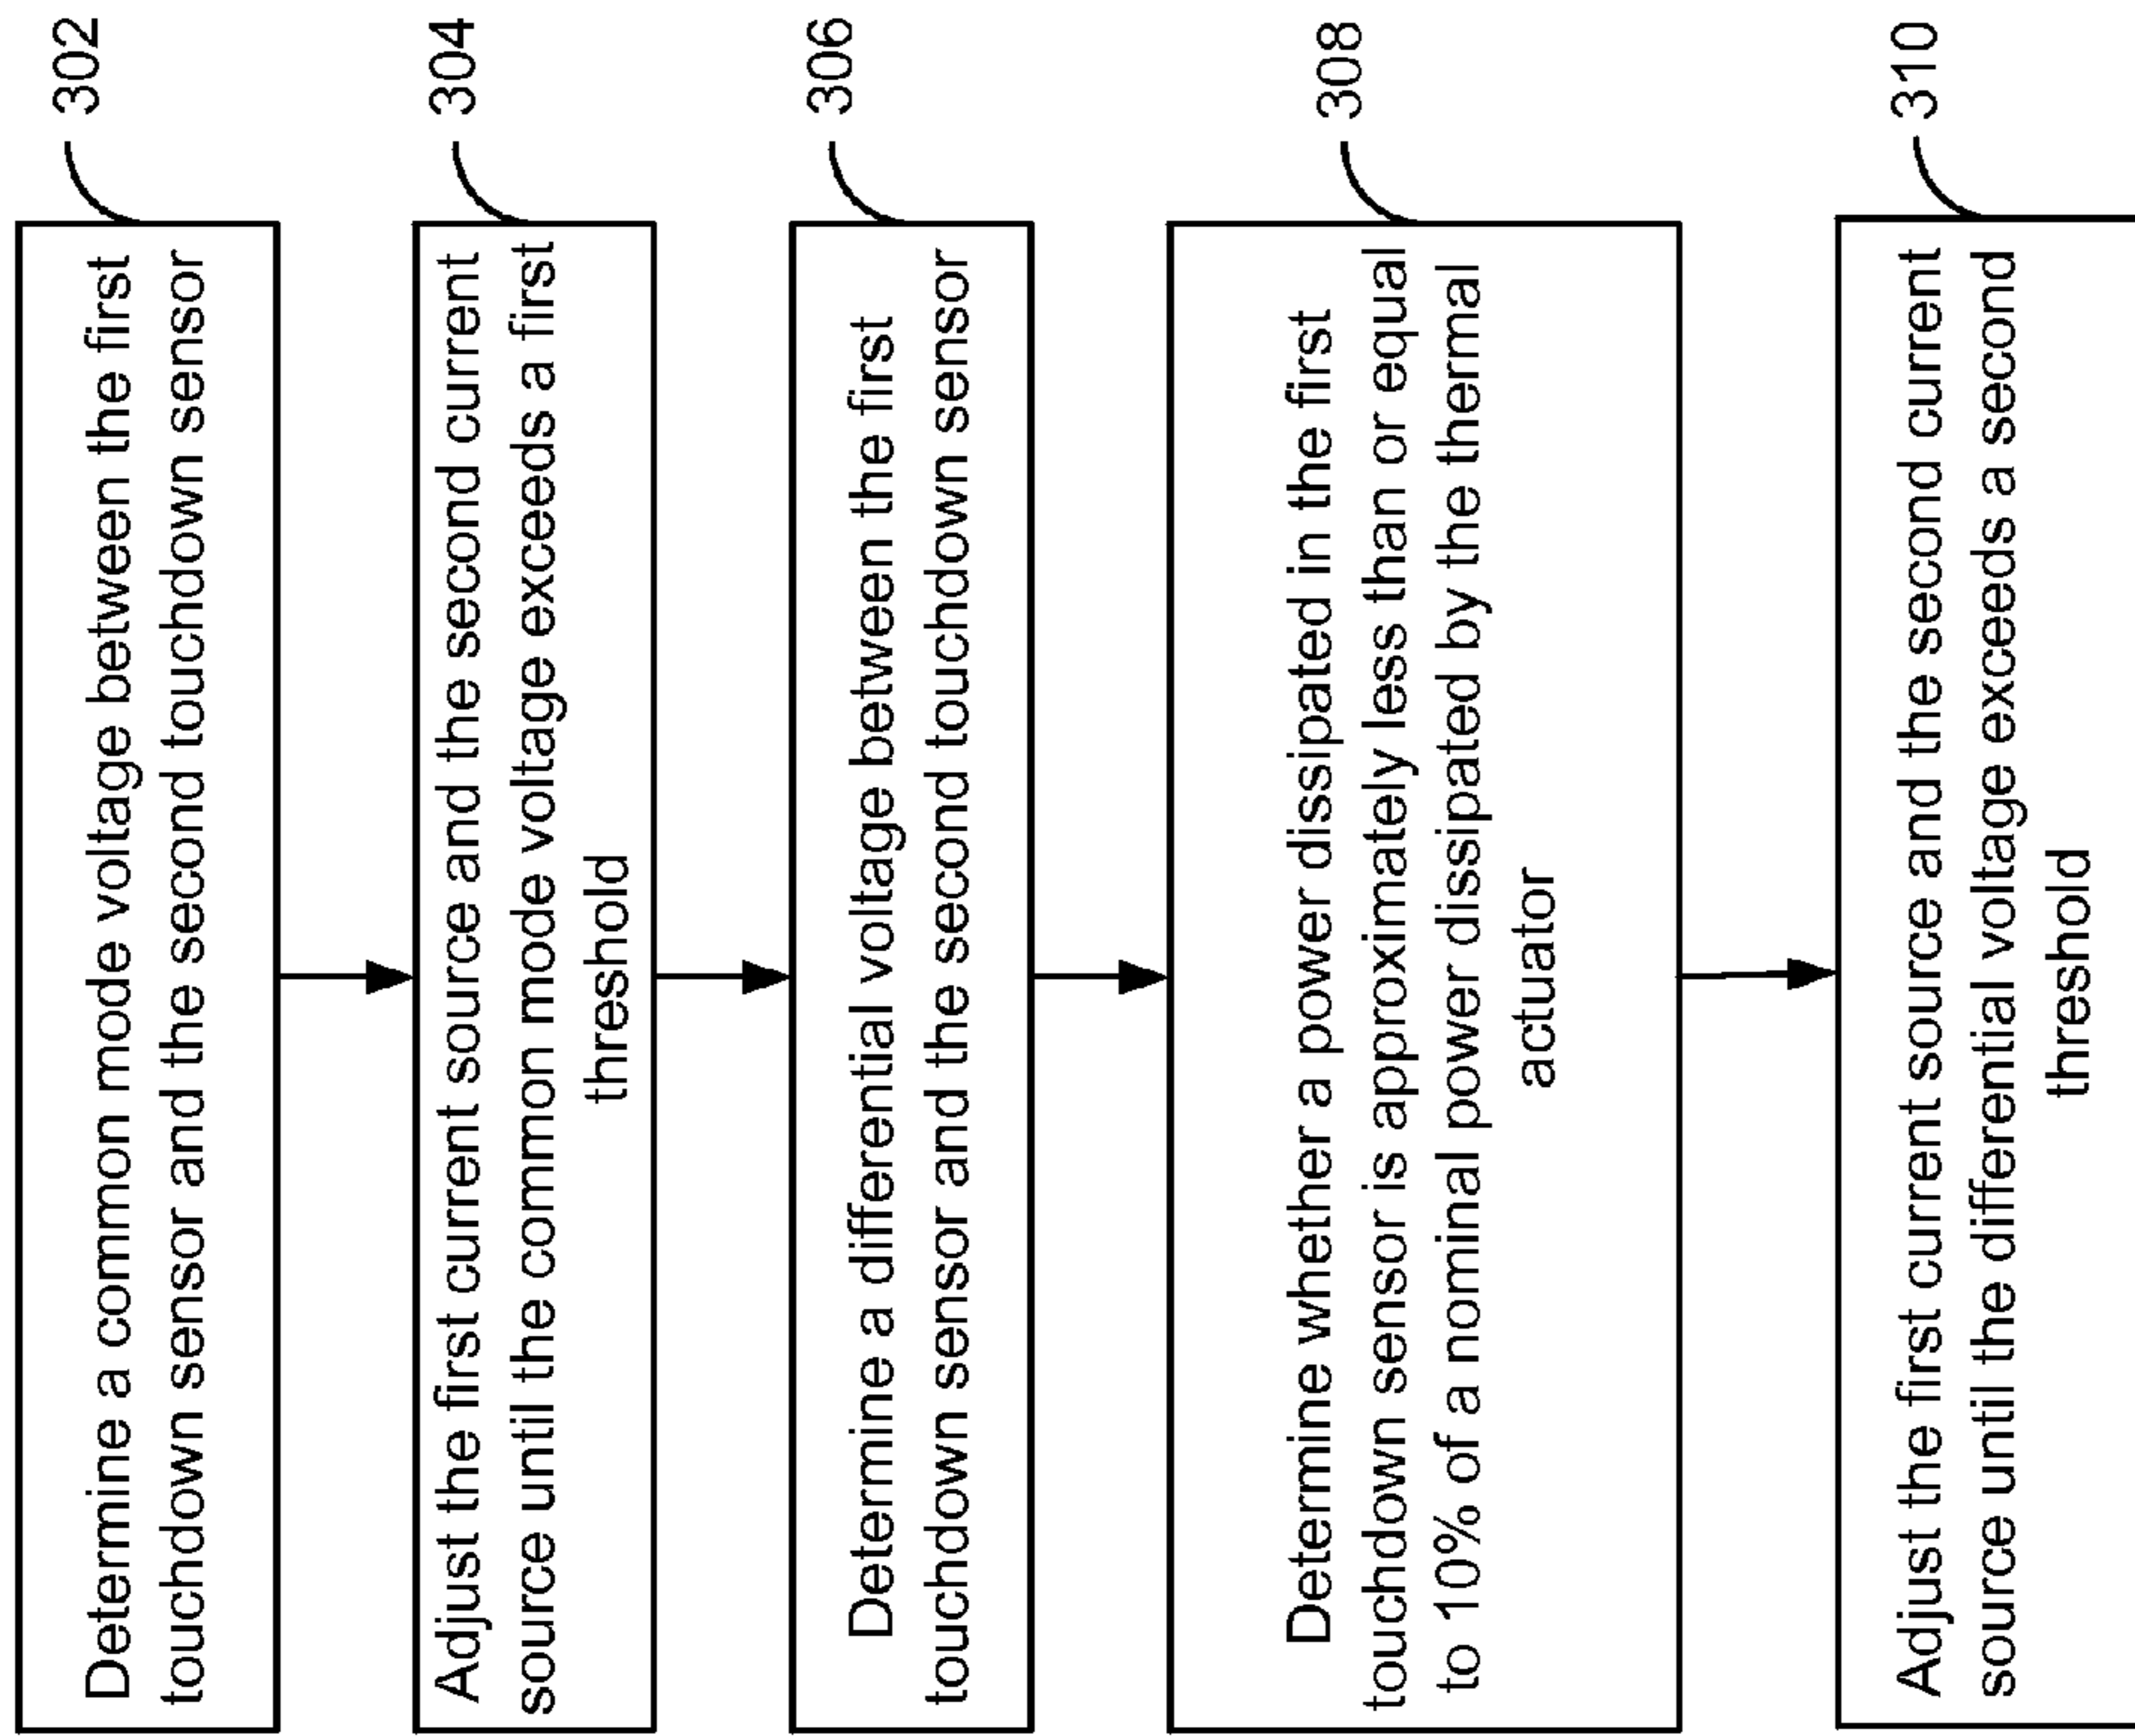 302
Determine a common mode voltage between the first
touchdown sensor and the second touchdown sensor
304
Adjust the first current source and the second current
source until the common mode voltage exceeds a first
threshold
306
Determine a differential voltage between the first
touchdown sensor and the second touchdown sensor
308
Determine whether a power dissipated in the first
touchdown sensor is approximately less than or equal
to 10% of a nominal power dissipated by the thermal
actuator
310
Adjust the first current source and the second current
source until the differential voltage exceeds a second
threshold